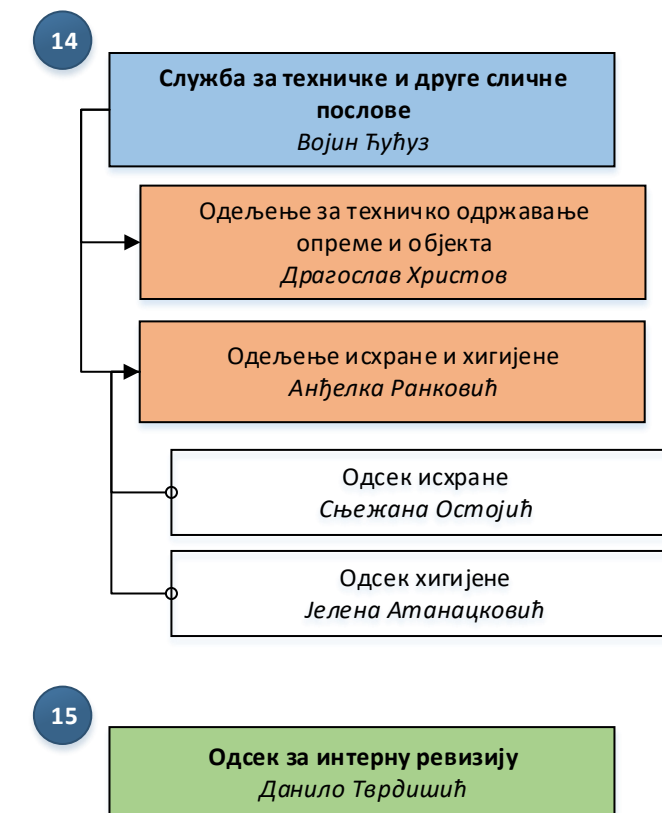 14
Служба за техничке и друге сличне
послове
Војин Ћућуз
Одељење за техничко одржавање
опреме и објекта
Драгослав Христов
Одељење исхране и хигијене
Анђелка Ранковић
Одсек исхране
Сњежана Остојић
Одсек хигијене
Јелена Атанацковић
15
Одсек за интерну ревизију
Данило Тврдишић